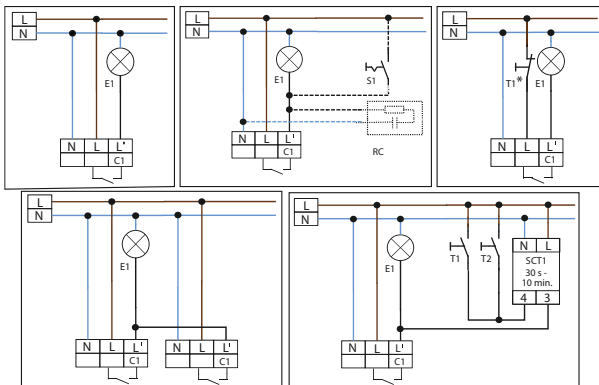 L
N
E1
N L L'
C1
L
N
E1
S1
RC
N L L'
C1
L
N
T1* E1
N L L'
C1
L
N
E1
N L L' N L L'
C1 C1
L
N
E1 T1 T2
N L
SCT1
30 s -
10 min.
4 3
N L L'
C1